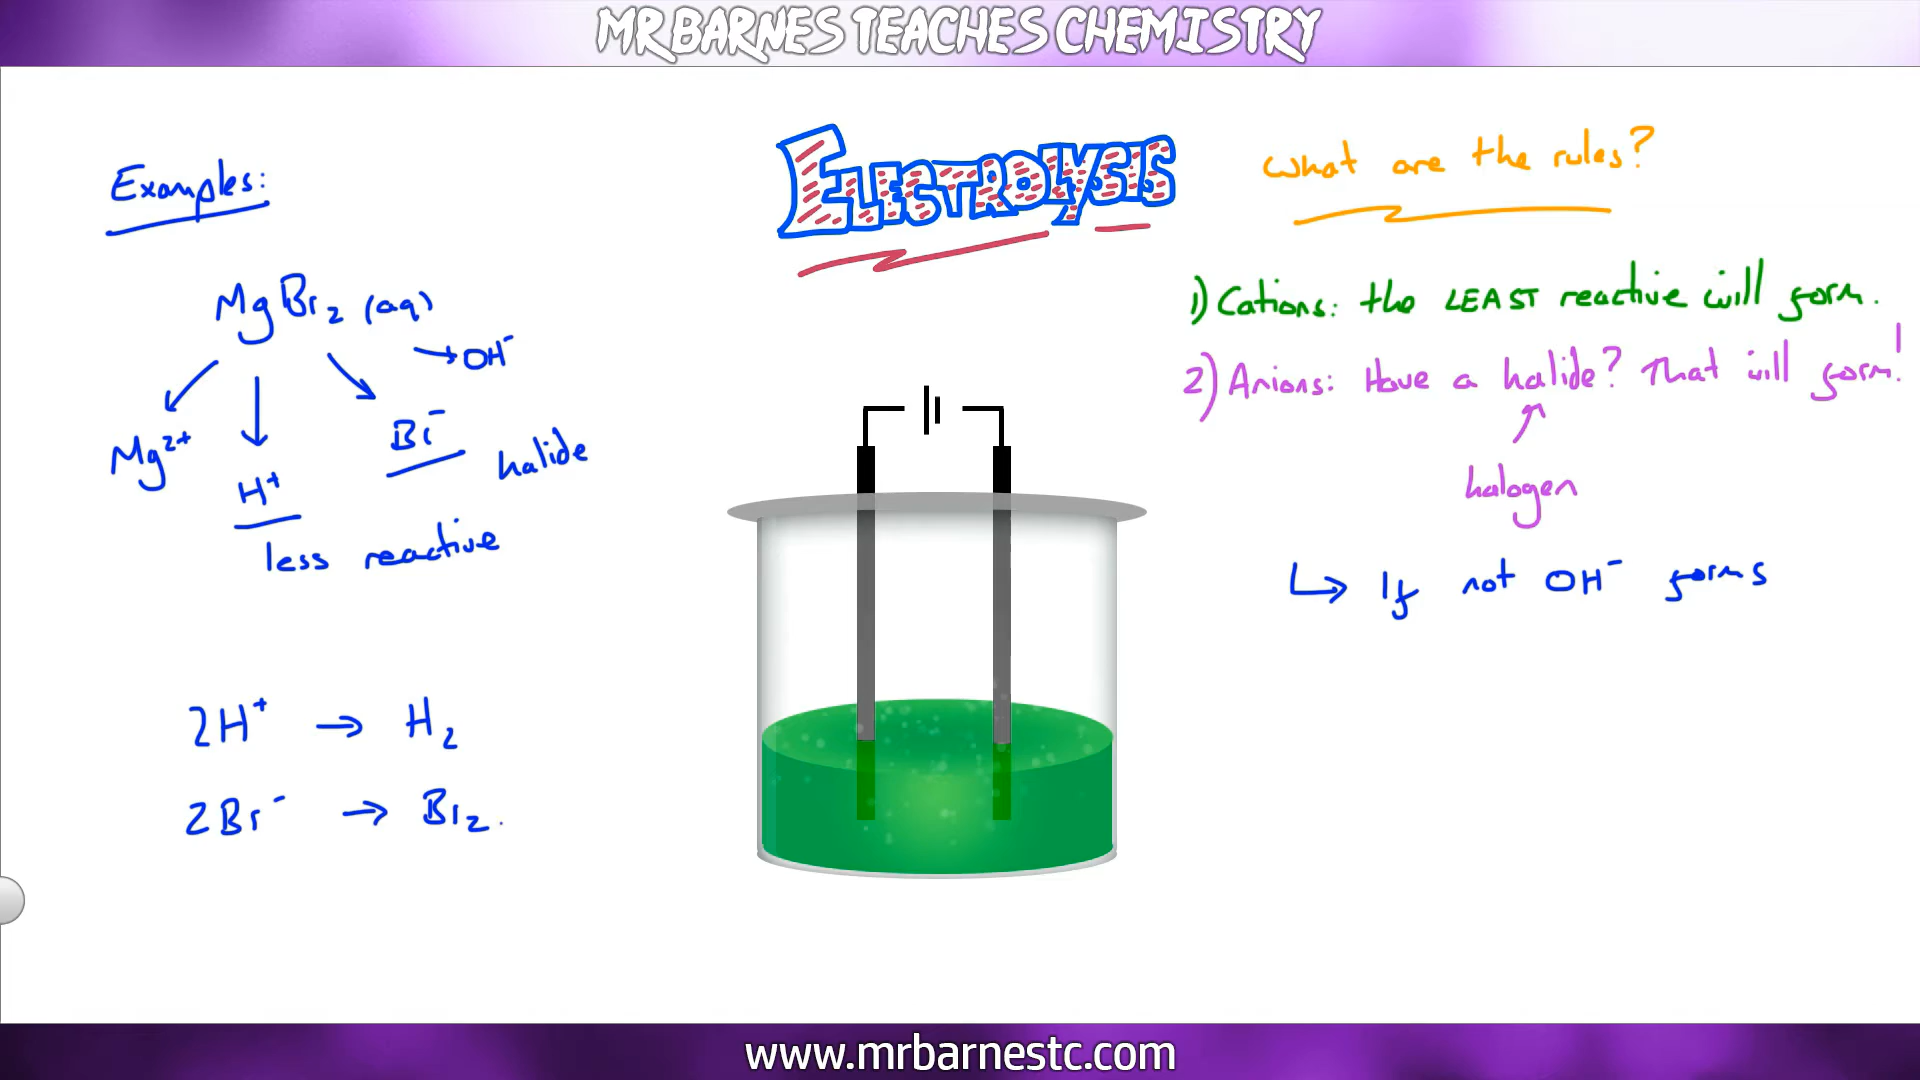 MR BARNES TEACHES CHEMISTRY
Examples:
MgBr₂ (aq)
OH⁻
Mg²⁺
H⁺
Br⁻
halide
less reactive
2H⁺ → H₂
2Br⁻ → Br₂.
ELECTROLYSIS
What are the rules?
1) Cations: the LEAST reactive will form.
2) Anions: Have a halide? That will form!
halogen
↳ If not OH⁻ forms
www.mrbarnestc.com